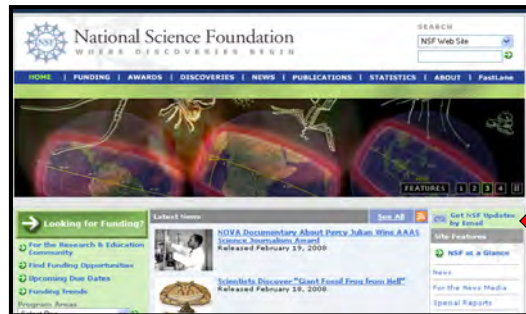 National Science Foundation
WHERE DISCOVERIES BEGIN
SEARCH
NSF Web Site
HOME | FUNDING | AWARDS | DISCOVERIES | NEWS | PUBLICATIONS | STATISTICS | ABOUT | FastLane
FEATURES 1 2 3 4
Looking for Funding?
For the Research & Education
Community
Find Funding Opportunities
Upcoming Due Dates
Funding Trends
Program Areas
Latest News
See All
NOVA Documentary About Percy Julian Wins AAAS
Science Journalism Award
Released February 19, 2008
Scientists Discover "Giant Fossil Frog from Hell"
Released February 18, 2008
Get NSF Updates
by Email
Site Features
NSF at a Glance
News
For the News Media
Special Reports